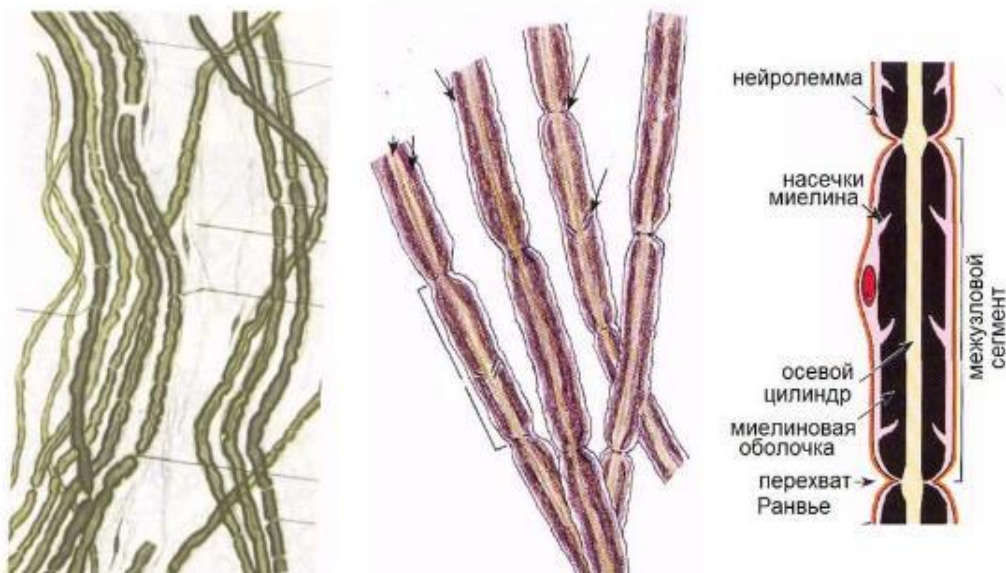 нейролемма
насечки
миелина
осевой
цилиндр
миелиновая
оболочка
перехват
Ранвье
межузловой
сегмент